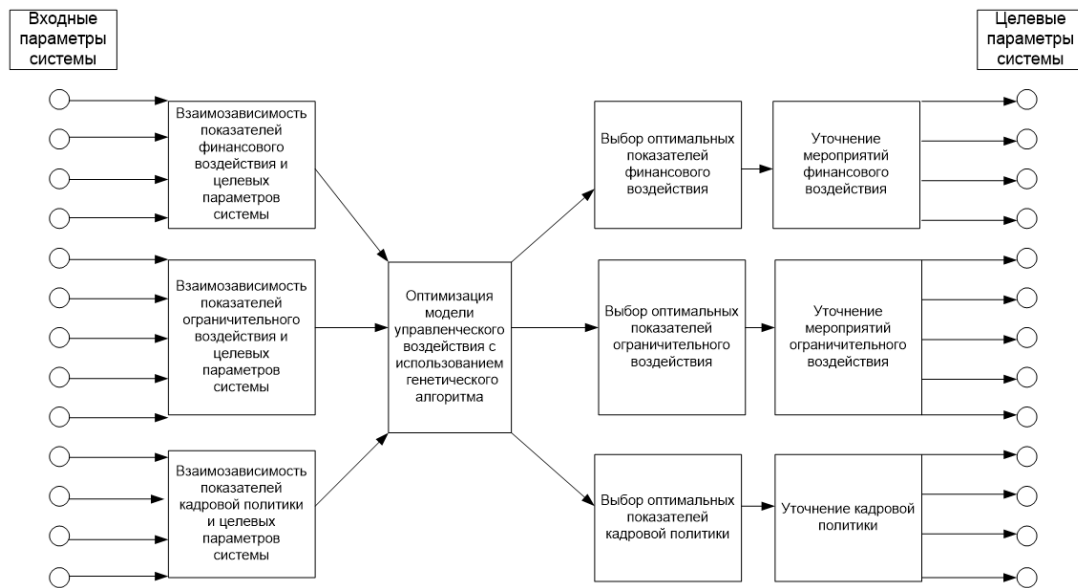 Входные
параметры
системы
Целевые
параметры
системы
Взаимозависимость
показателей
финансового
воздействия и
целевых
параметров
системы
Выбор оптимальных
показателей
финансового
воздействия
Уточнение
мероприятий
финансового
воздействия
Взаимозависимость
показателей
ограничительного
воздействия и
целевых
параметров
системы
Оптимизация
модели
управленческого
воздействия с
использованием
генетического
алгоритма
Выбор оптимальных
показателей
ограничительного
воздействия
Уточнение
мероприятий
ограничительного
воздействия
Взаимозависимость
показателей
кадровой политики
и целевых
параметров
системы
Выбор оптимальных
показателей
кадровой политики
Уточнение кадровой
политики